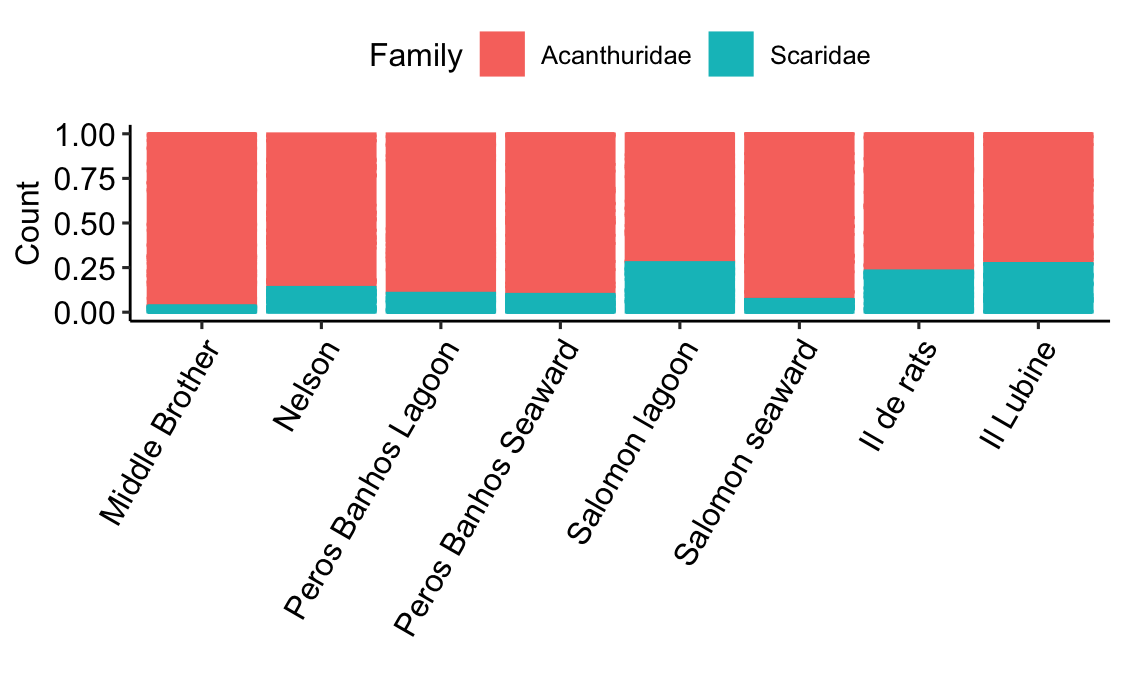 Family Acanthuridae Scaridae
Count
1.00
0.75
0.50
0.25
0.00
Middle Brother
Nelson
Peros Banhos Lagoon
Peros Banhos Seaward
Salomon lagoon
Salomon seaward
Il de rats
Il Lubine